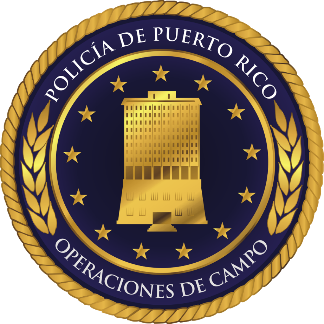 POLICÍA DE PUERTO RICO
OPERACIONES DE CAMPO